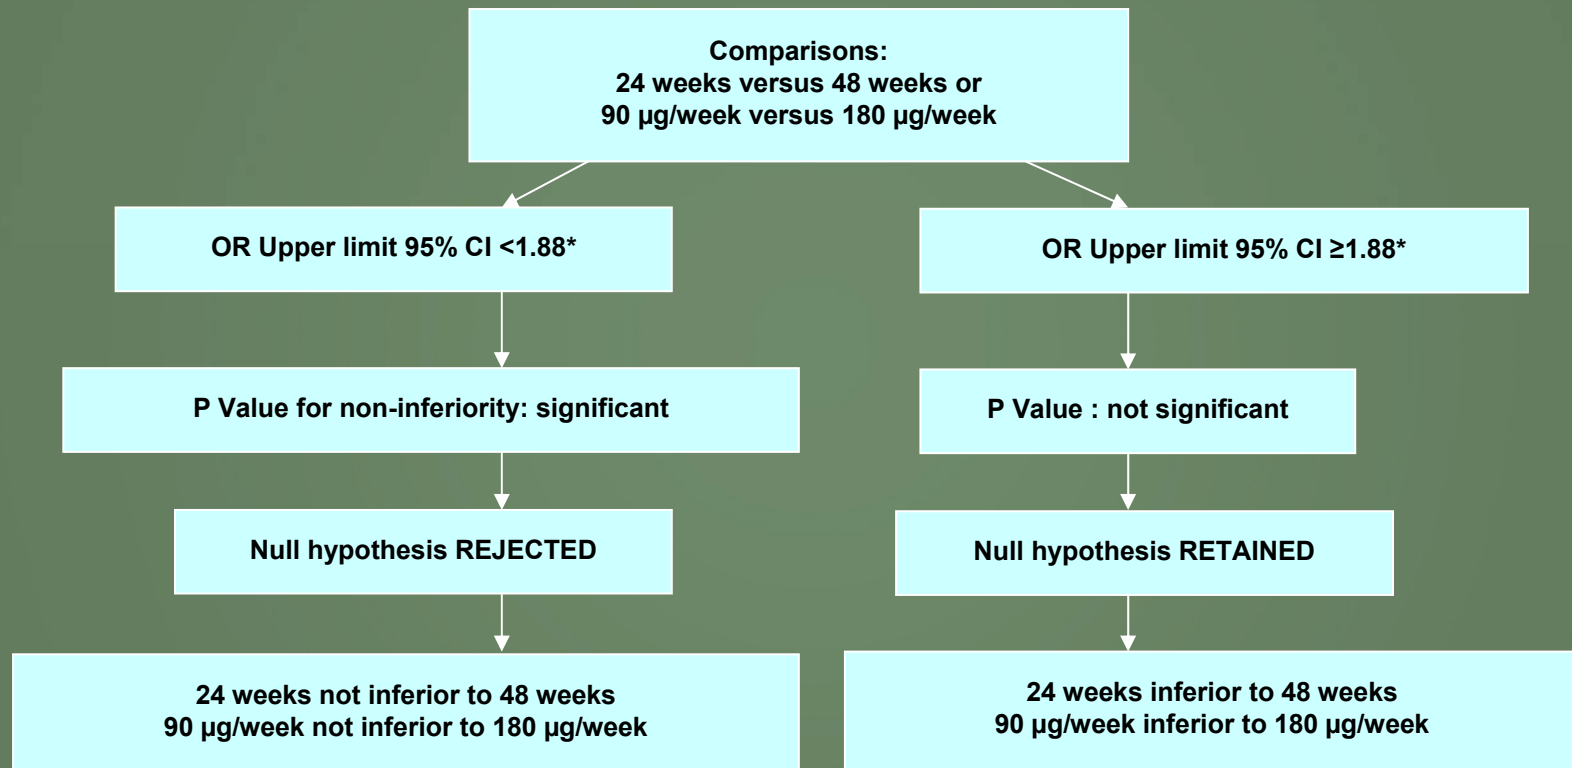 Comparisons:
24 weeks versus 48 weeks or
90 µg/week versus 180 µg/week
OR Upper limit 95% CI <1.88*
OR Upper limit 95% CI ≥1.88*
P Value for non-inferiority: significant
P Value : not significant
Null hypothesis REJECTED
Null hypothesis RETAINED
24 weeks not inferior to 48 weeks
90 µg/week not inferior to 180 µg/week
24 weeks inferior to 48 weeks
90 µg/week inferior to 180 µg/week